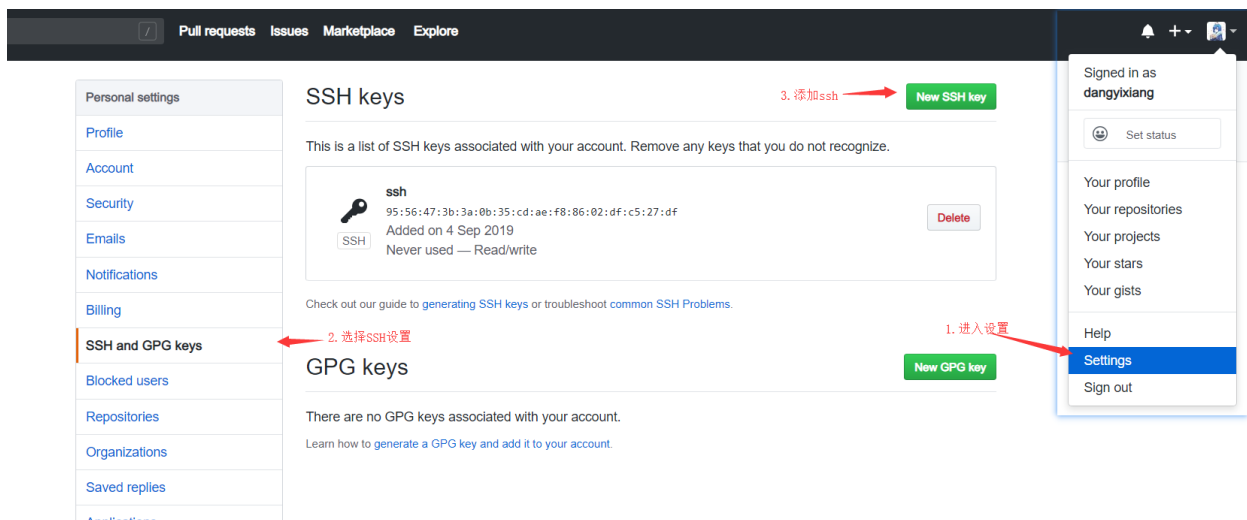 /
Pull requests Issues Marketplace Explore
Signed in as
dangyixiang
Set status
Your profile
Your repositories
Your projects
Your stars
Your gists
Help
Settings
Sign out
1. 进入设置
Personal settings
Profile
Account
Security
Emails
Notifications
Billing
SSH and GPG keys
Blocked users
Repositories
Organizations
Saved replies
Applications
2. 选择SSH设置
SSH keys
3. 添加ssh
New SSH key
This is a list of SSH keys associated with your account. Remove any keys that you do not recognize.
ssh
95:56:47:3b:3a:0b:35:cd:ae:f8:86:02:df:c5:27:df
Added on 4 Sep 2019
Never used — Read/write
SSH
Delete
Check out our guide to generating SSH keys or troubleshoot common SSH Problems.
GPG keys
New GPG key
There are no GPG keys associated with your account.
Learn how to generate a GPG key and add it to your account.